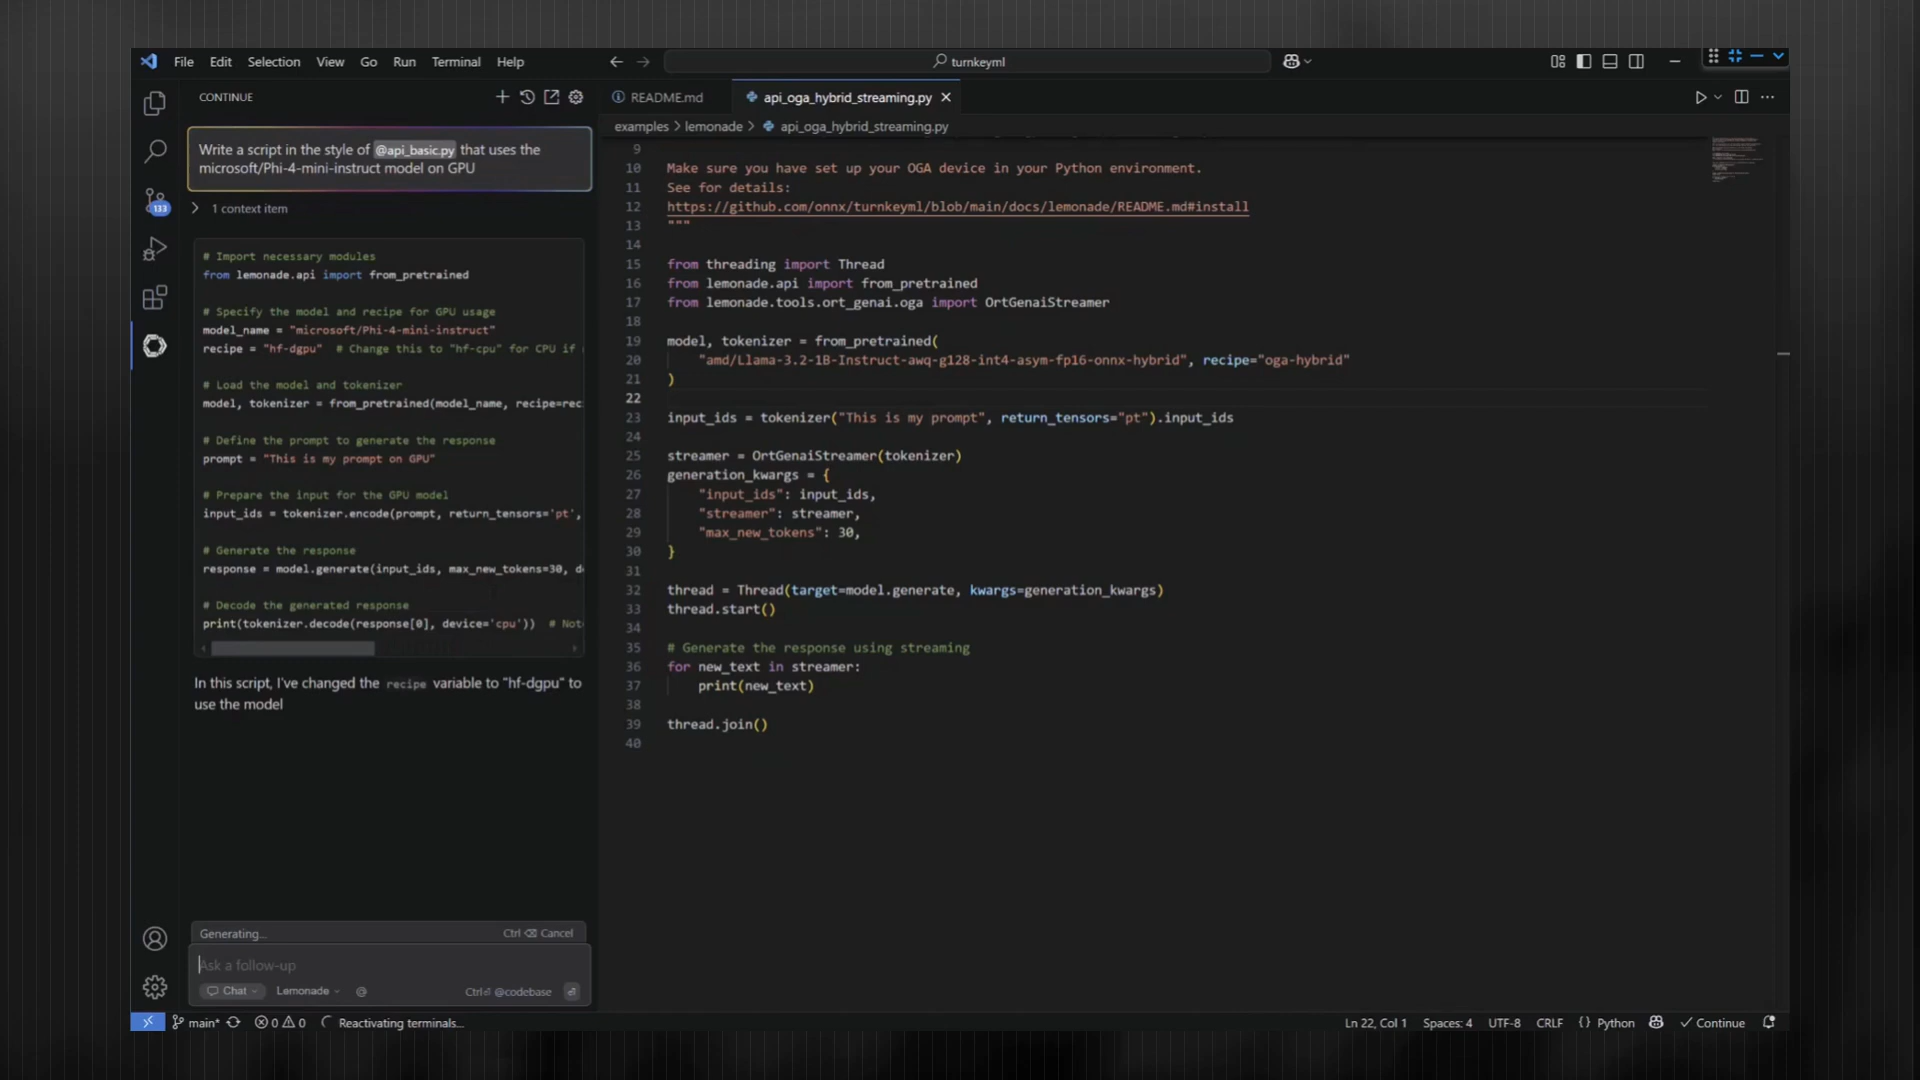 File Edit Selection View Go Run Terminal Help
turnkeyml
CONTINUE
Write a script in the style of @api_basic.py that uses the
microsoft/Phi-4-mini-instruct model on GPU
1 context item
# Import necessary modules
from lemonade.api import from_pretrained
# Specify the model and recipe for GPU usage
model_name = "microsoft/Phi-4-mini-instruct"
recipe = "hf-dgpu"  # Change this to "hf-cpu" for CPU if
# Load the model and tokenizer
model, tokenizer = from_pretrained(model_name, recipe=rec
# Define the prompt to generate the response
prompt = "This is my prompt on GPU"
# Prepare the input for the GPU model
input_ids = tokenizer.encode(prompt, return_tensors='pt',
# Generate the response
response = model.generate(input_ids, max_new_tokens=30, d
# Decode the generated response
print(tokenizer.decode(response[0], device='cpu'))  # Not
In this script, I've changed the recipe variable to "hf-dgpu" to
use the model
Generating... Ctrl ⌫ Cancel
Ask a follow-up
Chat Lemonade @ Ctrl⏎ @codebase
133
README.md api_oga_hybrid_streaming.py
examples > lemonade > api_oga_hybrid_streaming.py
9
10 Make sure you have set up your OGA device in your Python environment.
11 See for details:
12 https://github.com/onnx/turnkeyml/blob/main/docs/lemonade/README.md#install
13 """
14
15 from threading import Thread
16 from lemonade.api import from_pretrained
17 from lemonade.tools.ort_genai.oga import OrtGenaiStreamer
18
19 model, tokenizer = from_pretrained(
20     "amd/Llama-3.2-1B-Instruct-awq-g128-int4-asym-fp16-onnx-hybrid", recipe="oga-hybrid"
21 )
22
23 input_ids = tokenizer("This is my prompt", return_tensors="pt").input_ids
24
25 streamer = OrtGenaiStreamer(tokenizer)
26 generation_kwargs = {
27     "input_ids": input_ids,
28     "streamer": streamer,
29     "max_new_tokens": 30,
30 }
31
32 thread = Thread(target=model.generate, kwargs=generation_kwargs)
33 thread.start()
34
35 # Generate the response using streaming
36 for new_text in streamer:
37     print(new_text)
38
39 thread.join()
40
main* 0 0 Reactivating terminals... Ln 22, Col 1 Spaces: 4 UTF-8 CRLF {} Python Continue